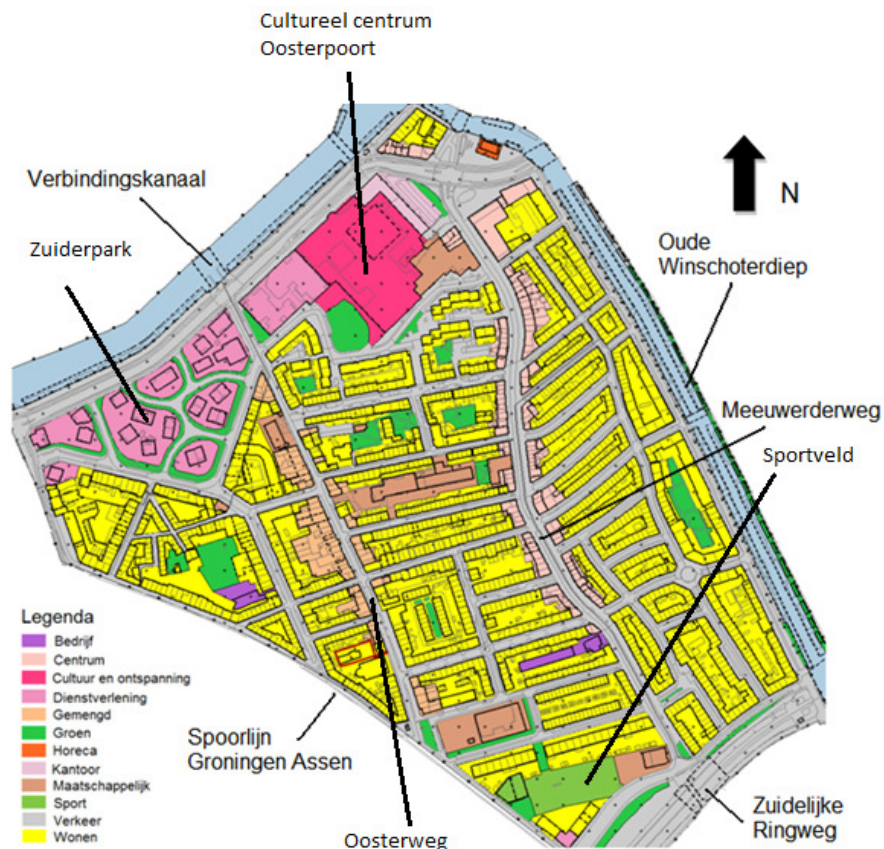 Cultureel centrum
Oosterpoort
Verbindingskanaal
N
Zuiderpark
Oude
Winschoterdiep
Meeuwerderweg
Sportveld
Legenda
Bedrijf
Centrum
Cultuur en ontspanning
Dienstverlening
Gemengd
Groen
Horeca
Kantoor
Maatschappelijk
Sport
Verkeer
Wonen
Spoorlijn
Groningen Assen
Oosterweg
Zuidelijke
Ringweg